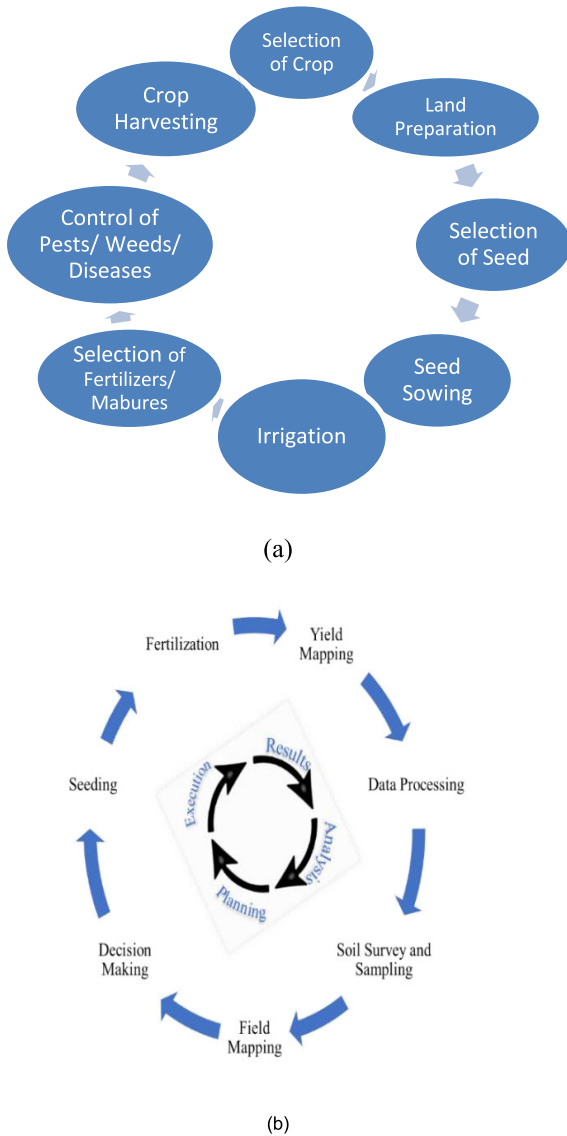 Selection
of Crop
Land
Preparation
Selection
of Seed
Seed
Sowing
Irrigation
Selection of
Fertilizers/
Mabures
Control of
Pests/ Weeds/
Diseases
Crop
Harvesting
(a)
Fertilization
Yield
Mapping
Data Processing
Soil Survey and
Sampling
Field
Mapping
Decision
Making
Seeding
Results
Analysis
Planning
Execution
(b)